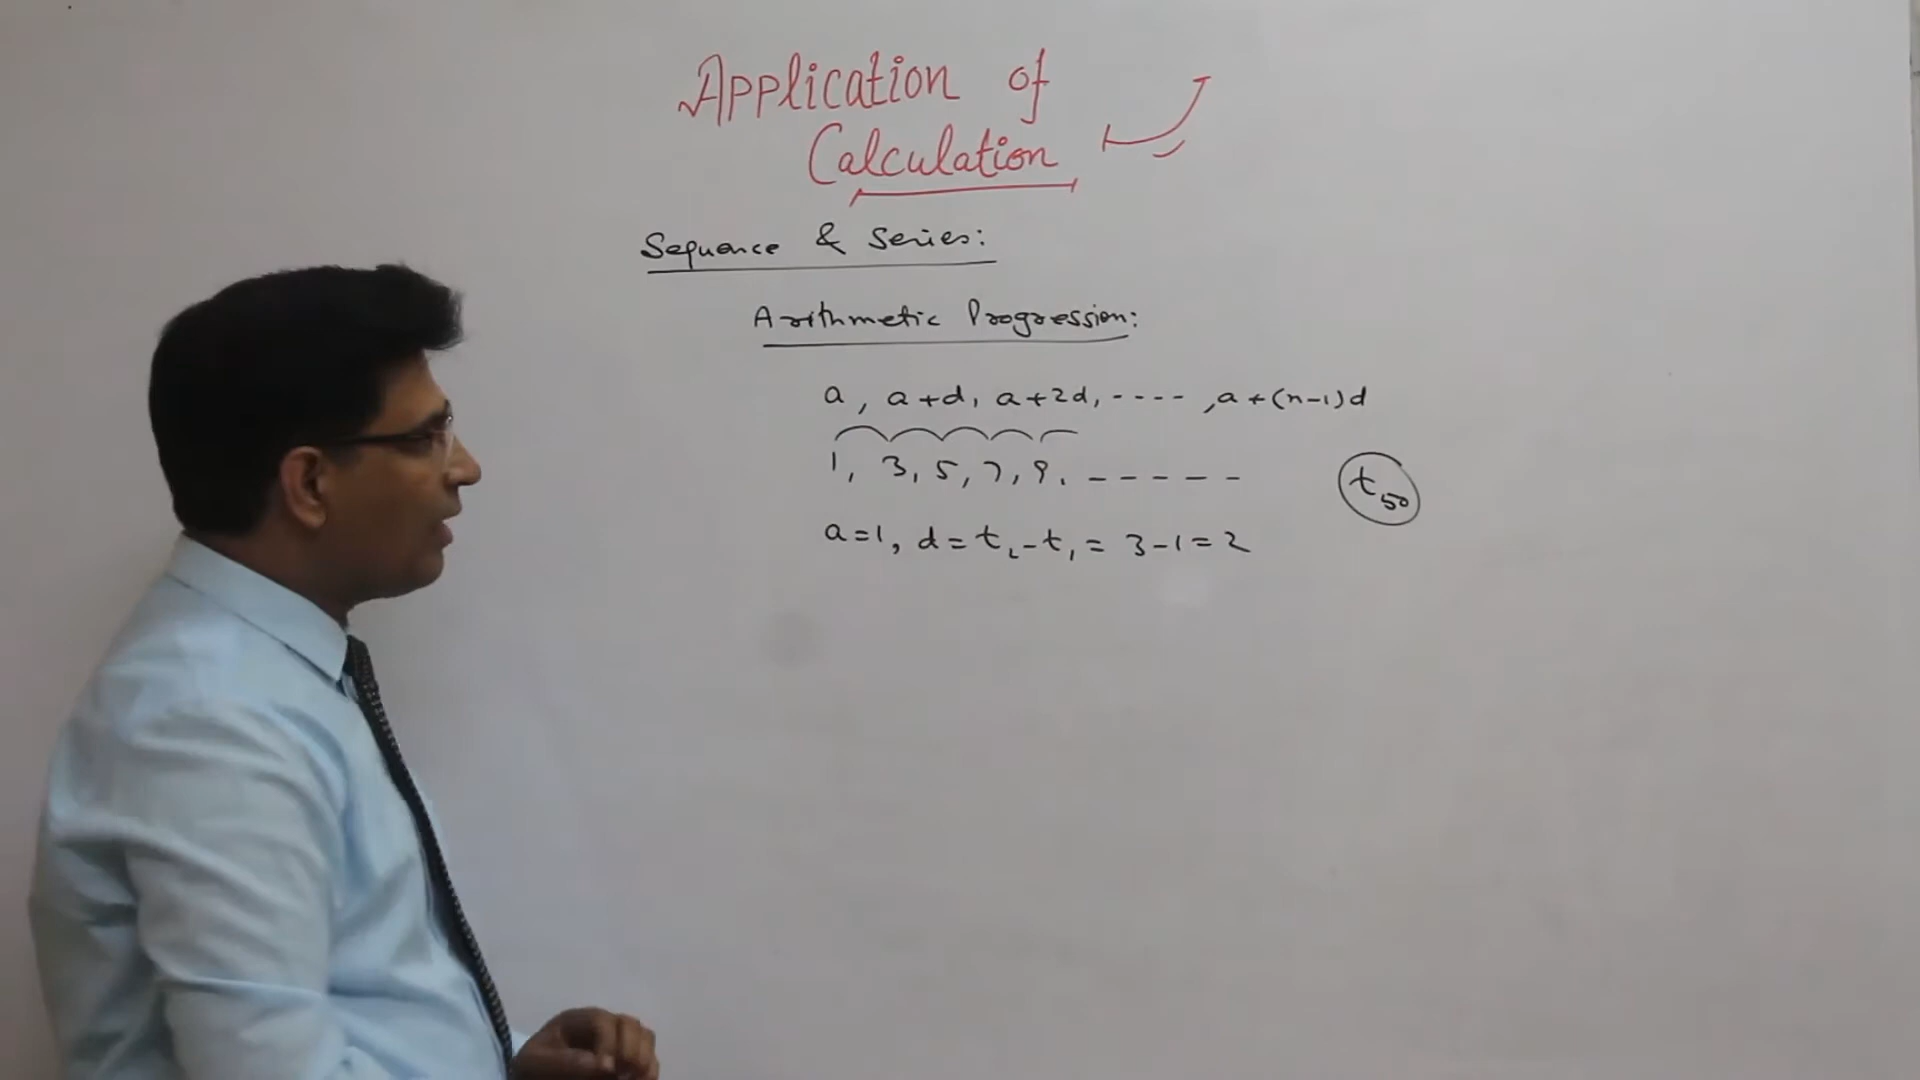 Application of
Calculation
Sequence & Series:
Arithmetic Progression:
a, a+d, a+2d, ---- , a+(n-1)d
1, 3, 5, 7, 9, - - - - -
t₅₀
a=1, d = t₂-t₁ = 3-1=2